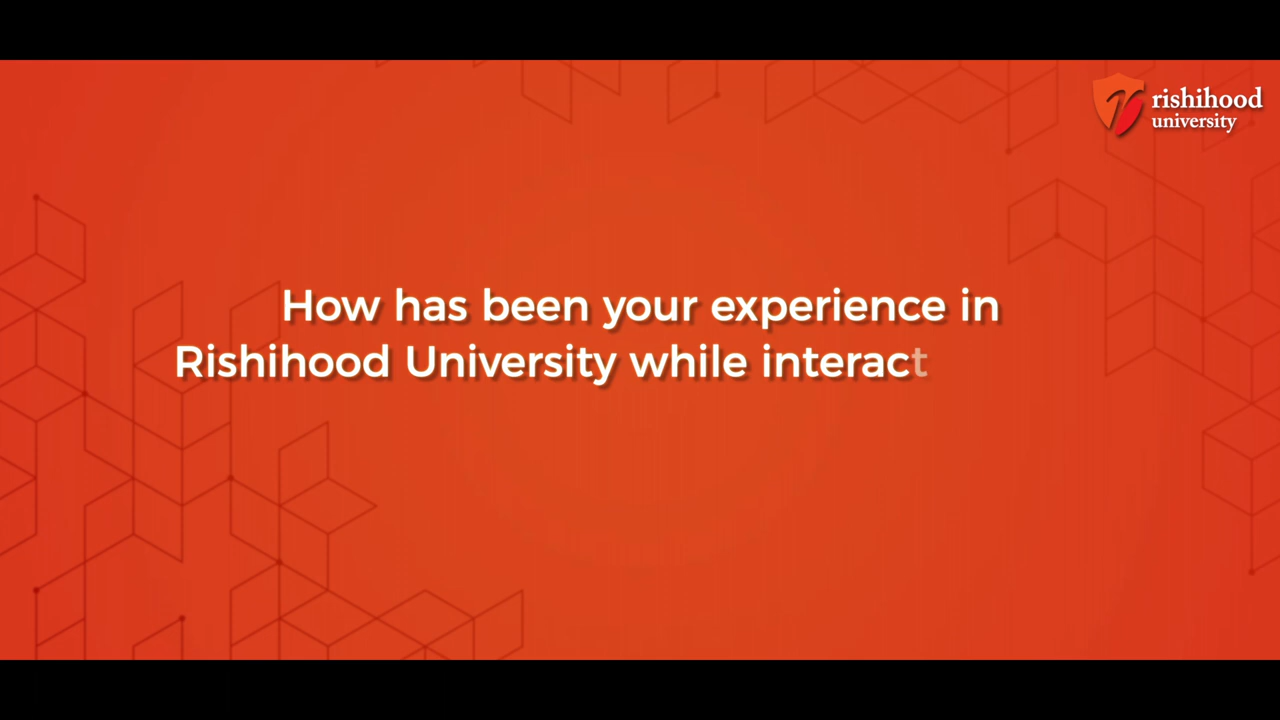 rishihood
university
How has been your experience in
Rishihood University while interact